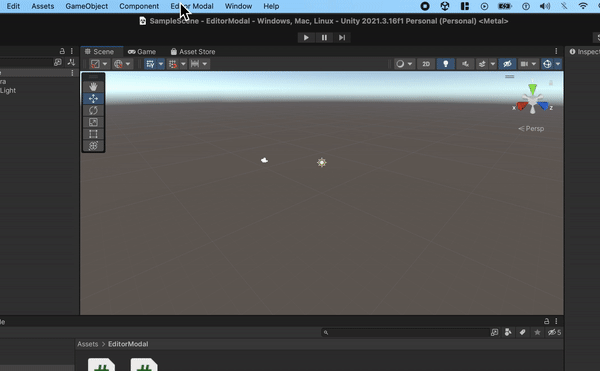 Edit Assets GameObject Component Editor Modal Window Help
SampleScene - EditorModal - Windows, Mac, Linux - Unity 2021.3.16f1 Personal (Personal) <Metal>
Scene Game Asset Store Inspect
2D
ra
Light
x z
Persp
le
5
Assets > EditorModal
# #